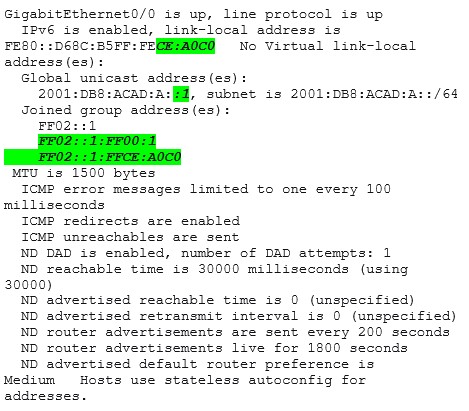 GigabitEthernet0/0 is up, line protocol is up
IPv6 is enabled, link-local address is
FE80::D68C:B5FF:FECE:A0C0   No Virtual link-local
address(es):
Global unicast address(es):
2001:DB8:ACAD:A::1, subnet is 2001:DB8:ACAD:A::/64
Joined group address(es):
FF02::1
FF02::1:FF00:1
FF02::1:FFCE:A0C0
MTU is 1500 bytes
ICMP error messages limited to one every 100
milliseconds
ICMP redirects are enabled
ICMP unreachables are sent
ND DAD is enabled, number of DAD attempts: 1
ND reachable time is 30000 milliseconds (using
30000)
ND advertised reachable time is 0 (unspecified)
ND advertised retransmit interval is 0 (unspecified)
ND router advertisements are sent every 200 seconds
ND router advertisements live for 1800 seconds
ND advertised default router preference is
Medium   Hosts use stateless autoconfig for
addresses.